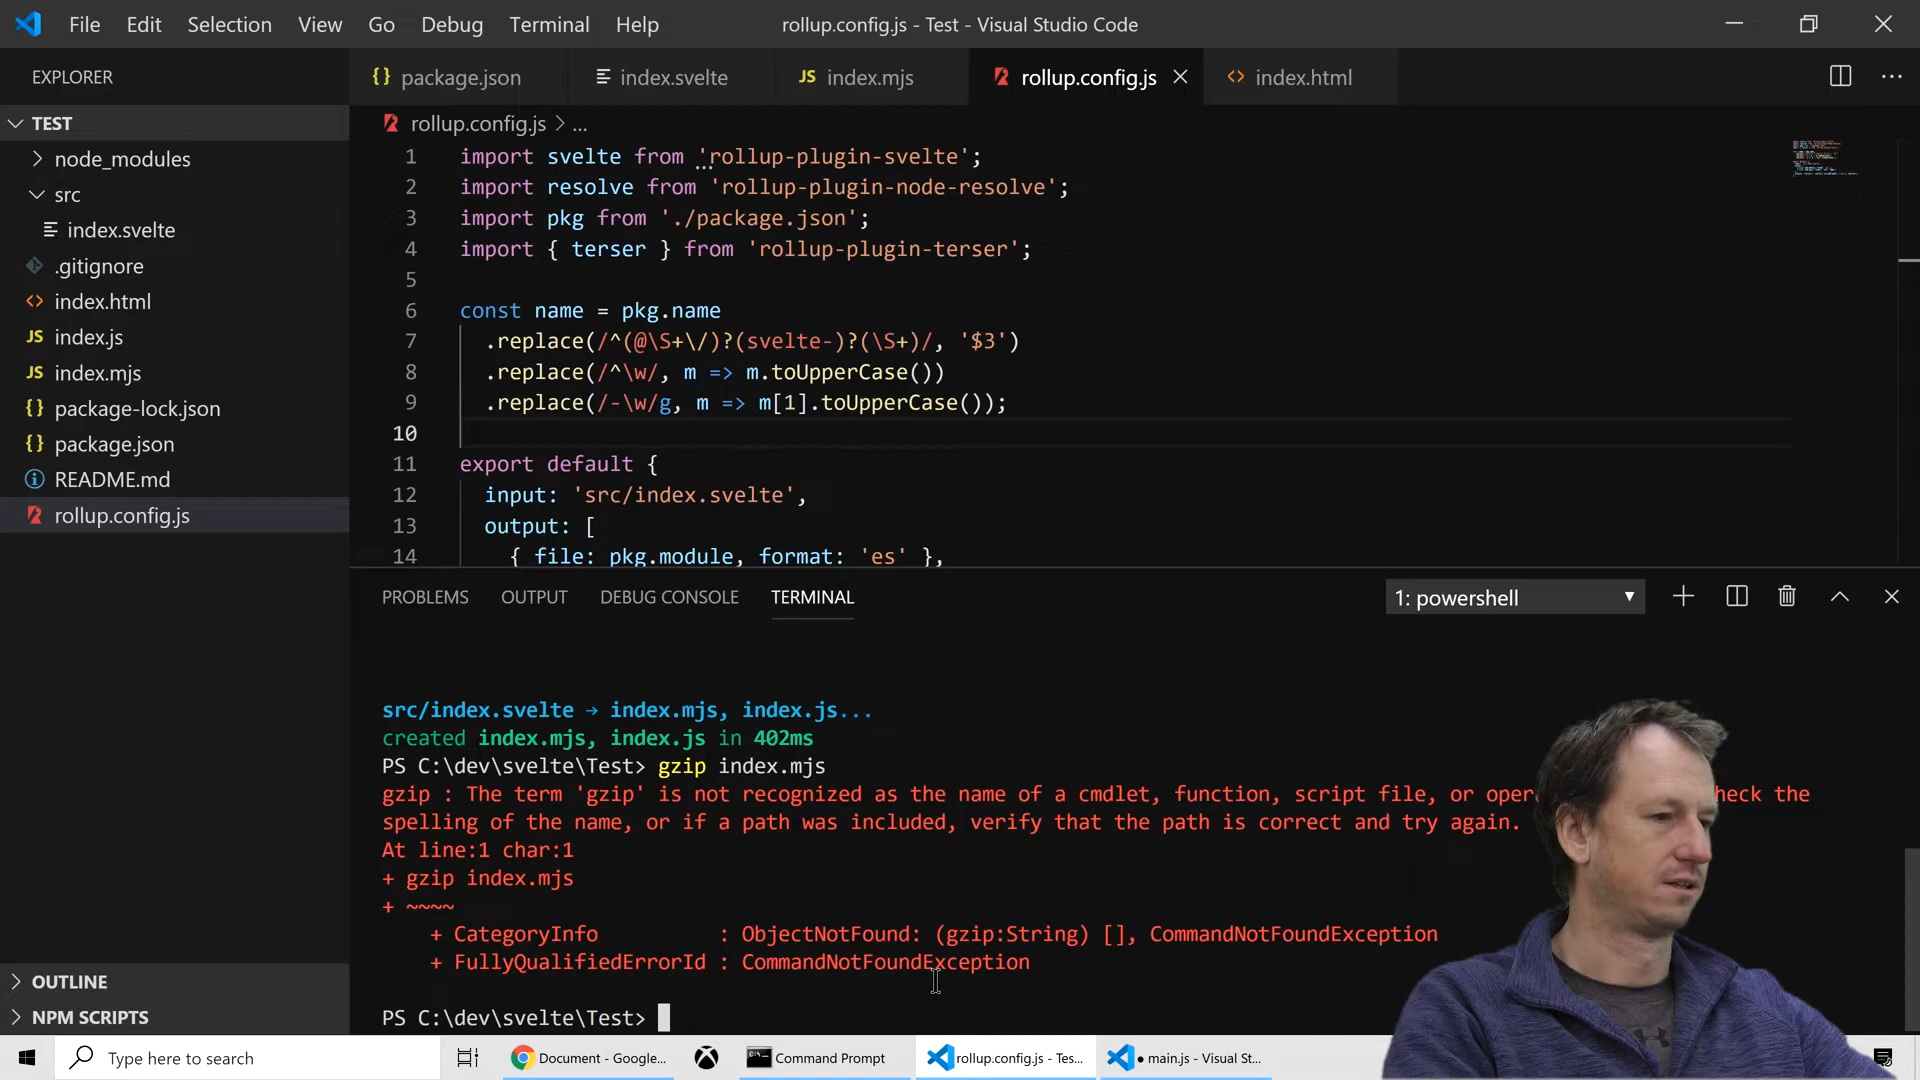 File Edit Selection View Go Debug Terminal Help
rollup.config.js - Test - Visual Studio Code
EXPLORER
package.json
index.svelte
JS index.mjs
rollup.config.js
index.html
TEST
node_modules
src
index.svelte
.gitignore
index.html
JS index.js
JS index.mjs
{} package-lock.json
{} package.json
README.md
rollup.config.js
OUTLINE
NPM SCRIPTS
rollup.config.js > ...
1 import svelte from 'rollup-plugin-svelte';
2 import resolve from 'rollup-plugin-node-resolve';
3 import pkg from './package.json';
4 import { terser } from 'rollup-plugin-terser';
5
6 const name = pkg.name
7 .replace(/^(@\S+\/)?(svelte-)?(\S+)/, '$3')
8 .replace(/^\w/, m => m.toUpperCase())
9 .replace(/-\w/g, m => m[1].toUpperCase());
10
11 export default {
12 input: 'src/index.svelte',
13 output: [
14 { file: pkg.module, format: 'es' },
PROBLEMS OUTPUT DEBUG CONSOLE TERMINAL
1: powershell
src/index.svelte → index.mjs, index.js...
created index.mjs, index.js in 402ms
PS C:\dev\svelte\Test> gzip index.mjs
gzip : The term 'gzip' is not recognized as the name of a cmdlet, function, script file, or oper heck the
spelling of the name, or if a path was included, verify that the path is correct and try again.
At line:1 char:1
+ gzip index.mjs
+ ~~~~
+ CategoryInfo : ObjectNotFound: (gzip:String) [], CommandNotFoundException
+ FullyQualifiedErrorId : CommandNotFoundException
PS C:\dev\svelte\Test>
Type here to search
Document - Google...
Command Prompt
rollup.config.js - Tes...
● main.js - Visual St...